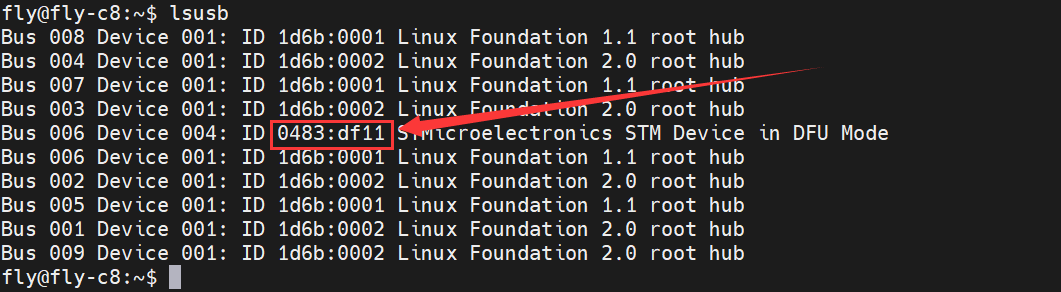 fly@fly-c8:~$ lsusb
Bus 008 Device 001: ID 1d6b:0001 Linux Foundation 1.1 root hub
Bus 004 Device 001: ID 1d6b:0002 Linux Foundation 2.0 root hub
Bus 007 Device 001: ID 1d6b:0001 Linux Foundation 1.1 root hub
Bus 003 Device 001: ID 1d6b:0002 Linux Foundation 2.0 root hub
Bus 006 Device 004: ID 0483:df11 STMicroelectronics STM Device in DFU Mode
Bus 006 Device 001: ID 1d6b:0001 Linux Foundation 1.1 root hub
Bus 002 Device 001: ID 1d6b:0002 Linux Foundation 2.0 root hub
Bus 005 Device 001: ID 1d6b:0001 Linux Foundation 1.1 root hub
Bus 001 Device 001: ID 1d6b:0002 Linux Foundation 2.0 root hub
Bus 009 Device 001: ID 1d6b:0002 Linux Foundation 2.0 root hub
fly@fly-c8:~$